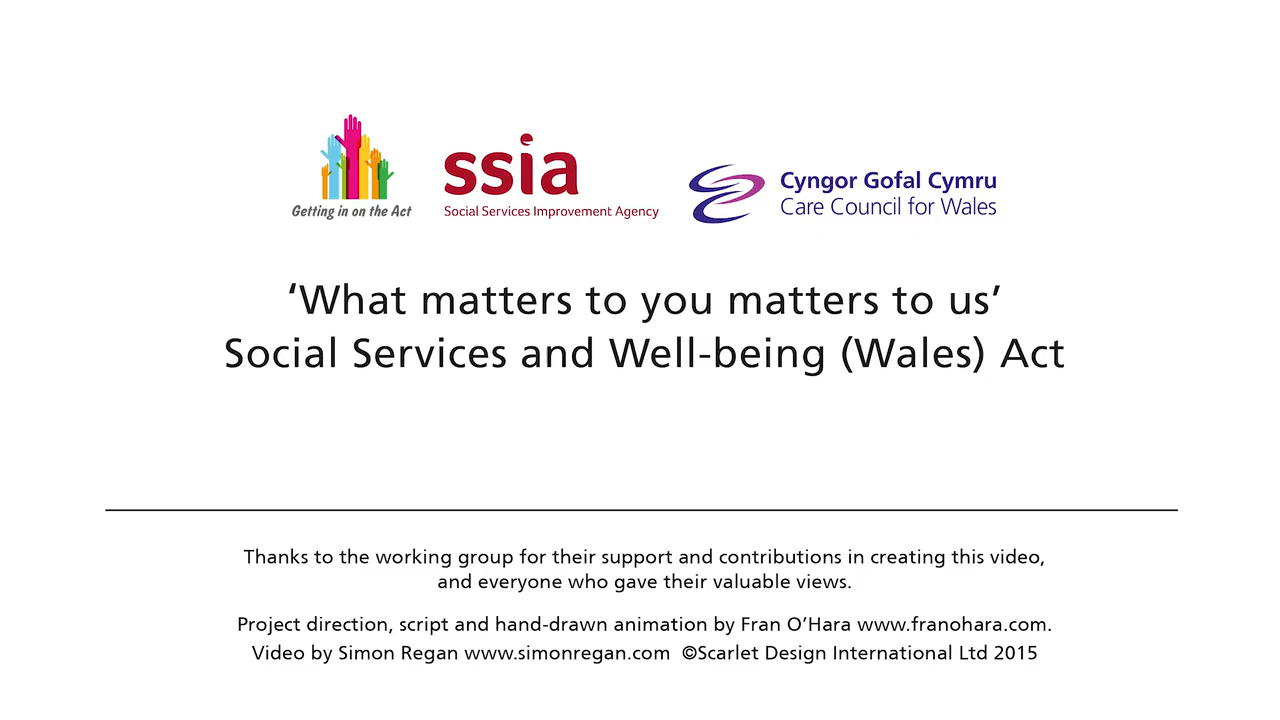 Getting in on the Act
ssia
Social Services Improvement Agency
Cyngor Gofal Cymru
Care Council for Wales
‘What matters to you matters to us’
Social Services and Well-being (Wales) Act
Thanks to the working group for their support and contributions in creating this video,
and everyone who gave their valuable views.
Project direction, script and hand-drawn animation by Fran O’Hara www.franohara.com.
Video by Simon Regan www.simonregan.com ©Scarlet Design International Ltd 2015